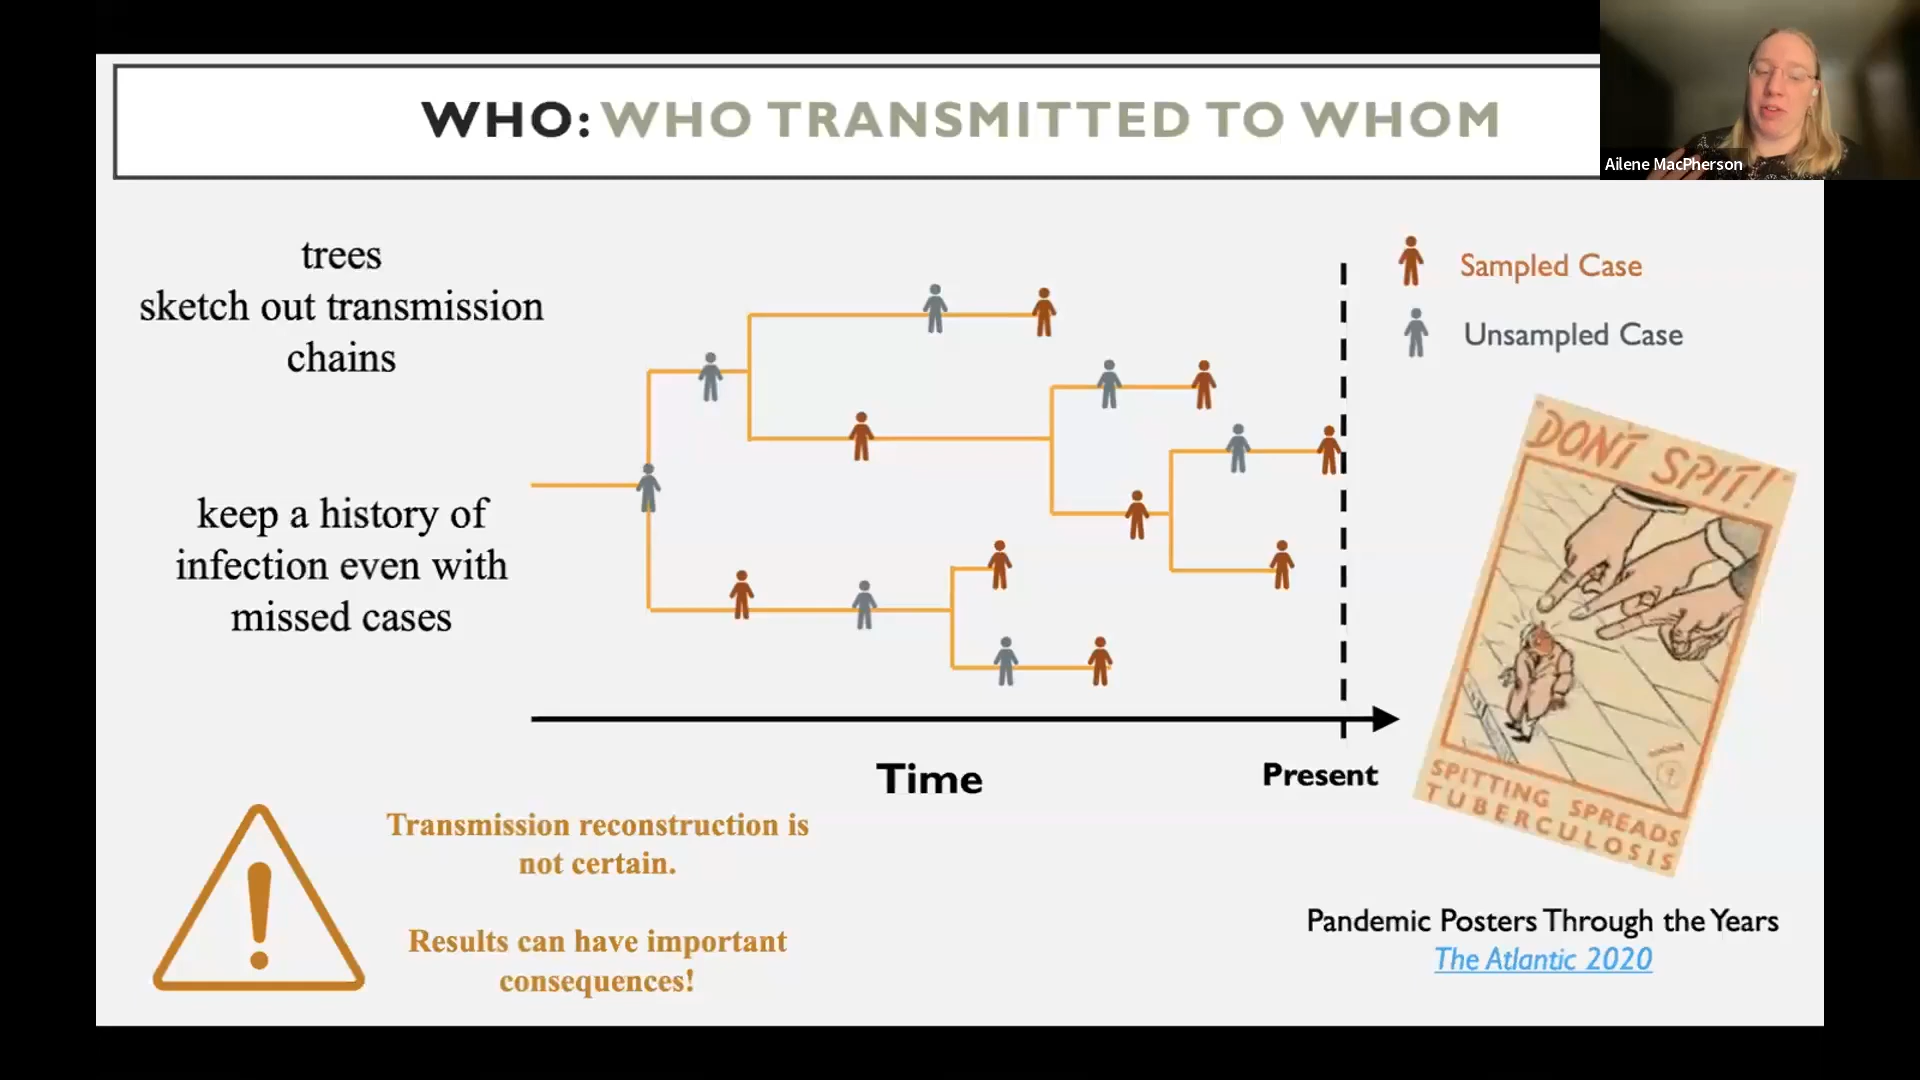 WHO: WHO TRANSMITTED TO WHOM
Ailene MacPherson
trees
sketch out transmission
chains
keep a history of
infection even with
missed cases
Sampled Case
Unsampled Case
Time
Present
"DON'T SPIT!"
SPITTING SPREADS
TUBERCULOSIS
Transmission reconstruction is
not certain.
Results can have important
consequences!
Pandemic Posters Through the Years
The Atlantic 2020